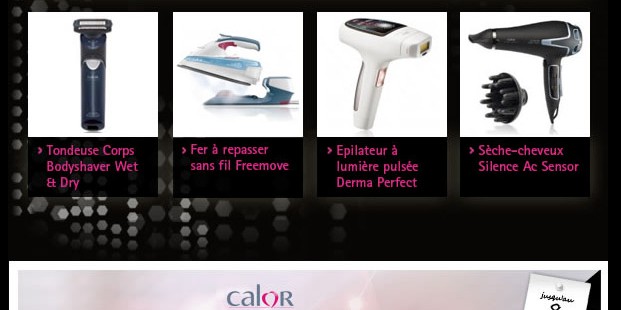 › Tondeuse Corps
Bodyshaver Wet
& Dry
› Fer à repasser
sans fil Freemove
› Epilateur à
lumière pulsée
Derma Perfect
› Sèche-cheveux
Silence Ac Sensor
calor
jusqu'au